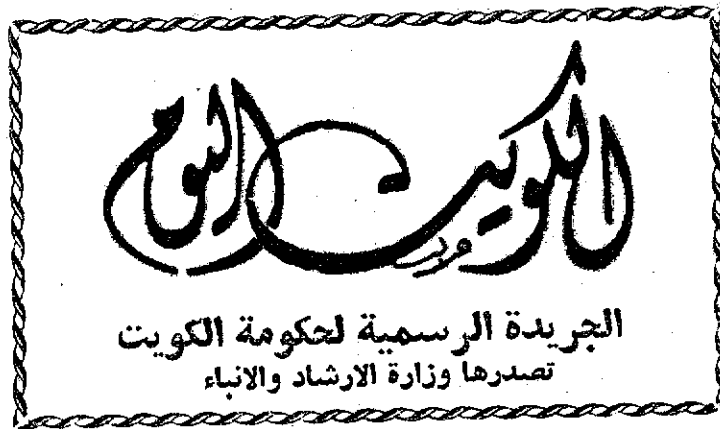 الكويت اليوم
الجريدة الرسمية لحكومة الكويت
تصدرها وزارة الارشاد والانباء